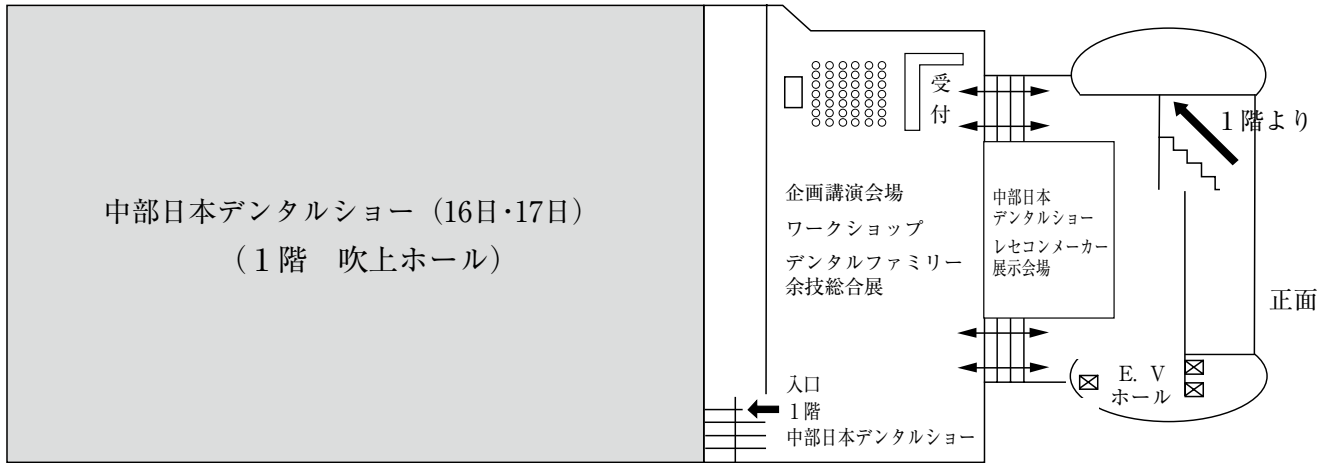 中部日本デンタルショー（16日･17日）
（１階　吹上ホール）
受
付
企画講演会場
ワークショップ
デンタルファミリー
余技総合展
中部日本
デンタルショー
レセコンメーカー
展示会場
１階より
正面
E. V
ホール
入口
１階
中部日本デンタルショー